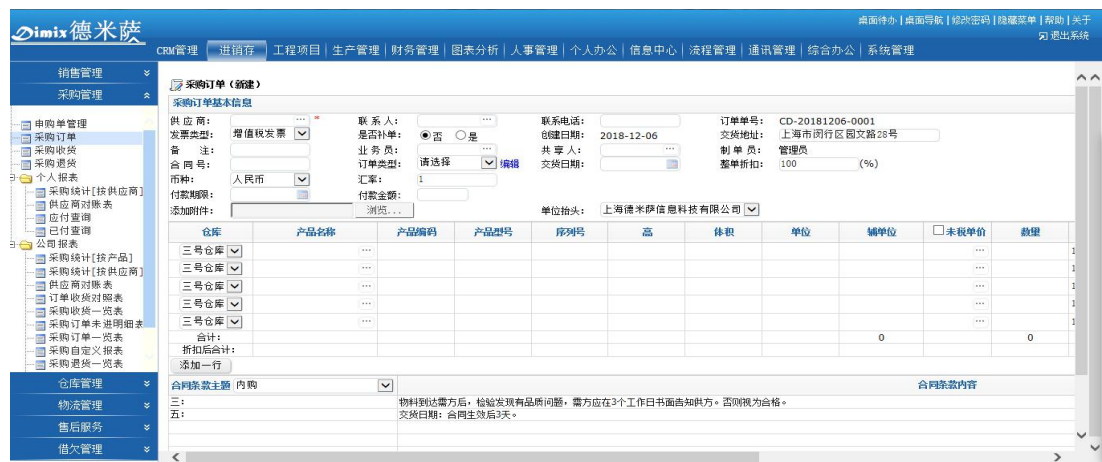 桌面待办 | 桌面导航 | 修改密码 | 隐藏菜单 | 帮助 | 关于
Dimix德米萨
退出系统
CRM管理 | 进销存 | 工程项目 | 生产管理 | 财务管理 | 图表分析 | 人事管理 | 个人办公 | 信息中心 | 流程管理 | 通讯管理 | 综合办公 | 系统管理
销售管理
采购管理
申购单管理
采购订单
采购收货
采购退货
个人报表
采购统计[按供应商]
供应商对账表
应付查询
已付查询
公司报表
采购统计[按产品]
采购统计[按供应商]
供应商对账表
订单收货对照表
采购收货一览表
采购订单未进明细表
采购订单一览表
采购自定义报表
采购退货一览表
仓库管理
物流管理
售后服务
借欠管理
采购订单（新建）
采购订单基本信息
供 应 商: ... * 联 系 人: ... 联系电话: 订单单号: CD-20181206-0001
发票类型: 增值税发票 是否补单: 否 是 创建日期: 2018-12-06 交货地址: 上海市闵行区园文路28号
备 注: 业 务 员: ... 共 享 人: ... 制 单 员: 管理员
合 同 号: 订单类型: 请选择 编辑 交货日期: 整单折扣: 100 (%)
币种: 人民币 汇率: 1
付款期限: 付款金额:
添加附件: 浏览... 单位抬头: 上海德米萨信息科技有限公司
仓库 产品名称 产品编码 产品型号 序列号 高 体积 单位 辅单位 未税单价 数量
三号仓库 ... ... 1
三号仓库 ... ... 1
三号仓库 ... ... 1
三号仓库 ... ... 1
三号仓库 ... ... 1
合计: 0 0
折扣后合计:
添加一行
合同条款主题 内购 合同条款内容
三: 物料到达需方后，检验发现有品质问题，需方应在3个工作日书面告知供方。否则视为合格。
五: 交货日期：合同生效后3天。